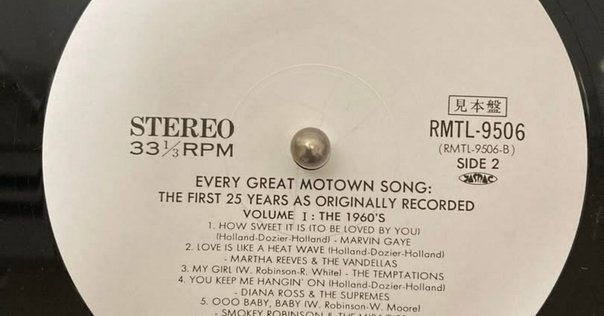 見本盤
STEREO
33 1/3 RPM
RMTL-9506
(RMTL-9506-B)
SIDE 2
JASRAC
EVERY GREAT MOTOWN SONG:
THE FIRST 25 YEARS AS ORIGINALLY RECORDED
VOLUME I : THE 1960'S
1. HOW SWEET IT IS (TO BE LOVED BY YOU)
(Holland-Dozier-Holland) - MARVIN GAYE
2. LOVE IS LIKE A HEAT WAVE (Holland-Dozier-Holland)
- MARTHA REEVES & THE VANDELLAS
3. MY GIRL (W. Robinson-R. White) - THE TEMPTATIONS
4. YOU KEEP ME HANGIN' ON (Holland-Dozier-Holland)
- DIANA ROSS & THE SUPREMES
5. OOO BABY, BABY (W. Robinson-W. Moore)
- SMOKEY ROBINSON & THE MIRACLES